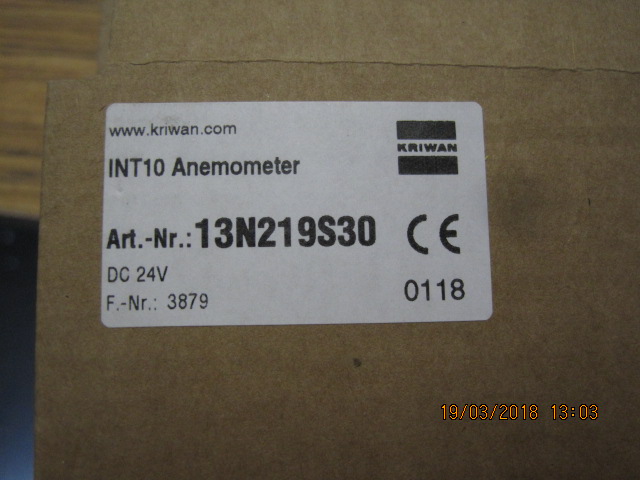 www.kriwan.com
KRIWAN
INT10 Anemometer
Art.-Nr.: 13N219S30
CE
DC 24V
F.-Nr.: 3879
0118
19/03/2018 13:03